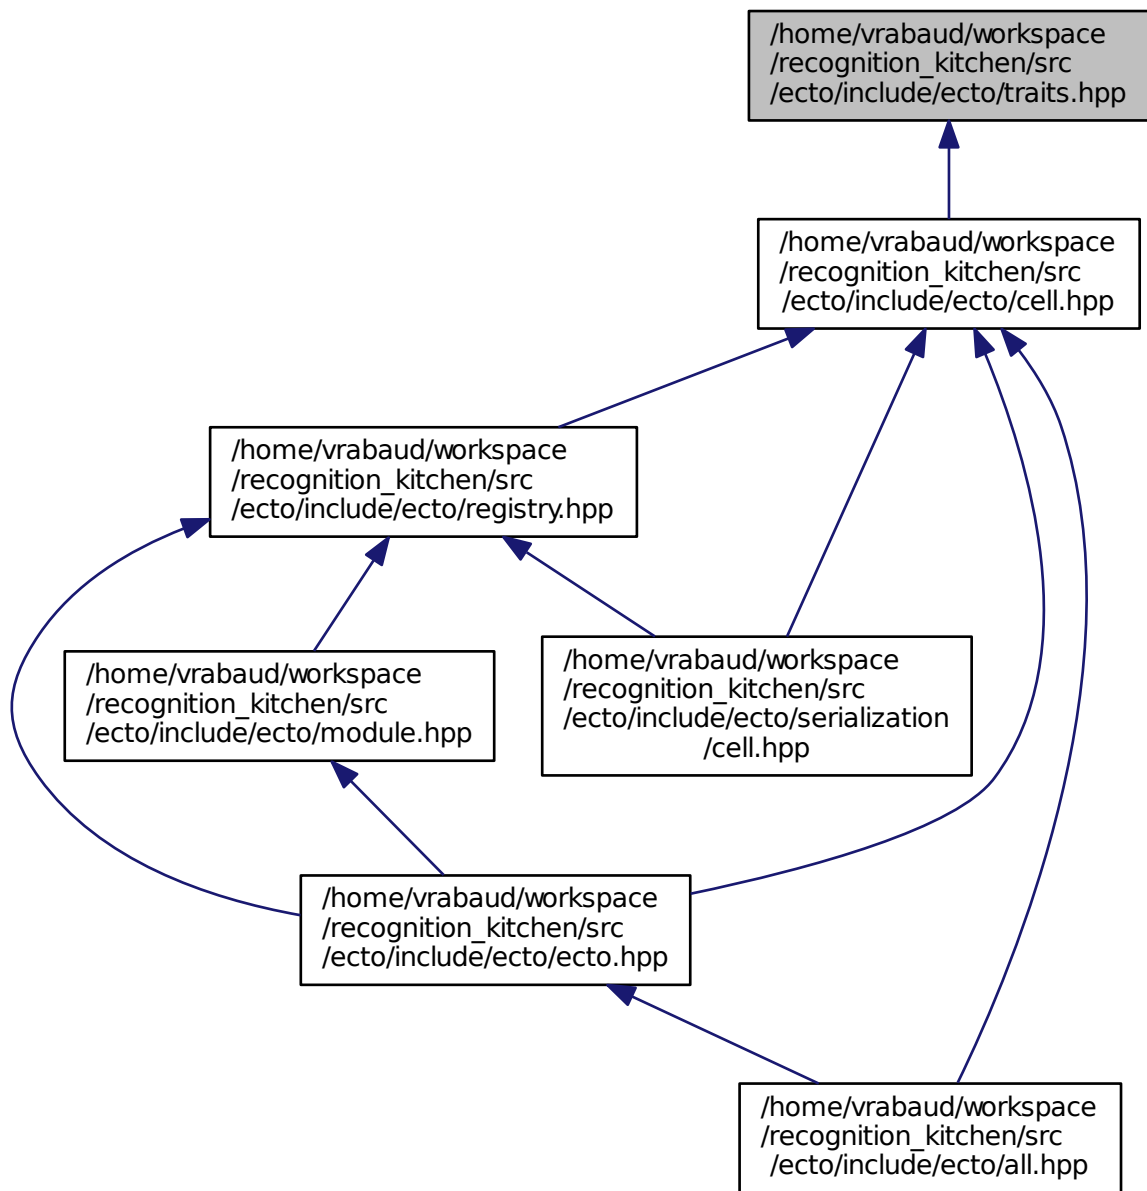 /home/vrabaud/workspace
/recognition_kitchen/src
/ecto/include/ecto/traits.hpp
/home/vrabaud/workspace
/recognition_kitchen/src
/ecto/include/ecto/cell.hpp
/home/vrabaud/workspace
/recognition_kitchen/src
/ecto/include/ecto/registry.hpp
/home/vrabaud/workspace
/recognition_kitchen/src
/ecto/include/ecto/module.hpp
/home/vrabaud/workspace
/recognition_kitchen/src
/ecto/include/ecto/serialization
/cell.hpp
/home/vrabaud/workspace
/recognition_kitchen/src
/ecto/include/ecto/ecto.hpp
/home/vrabaud/workspace
/recognition_kitchen/src
/ecto/include/ecto/all.hpp